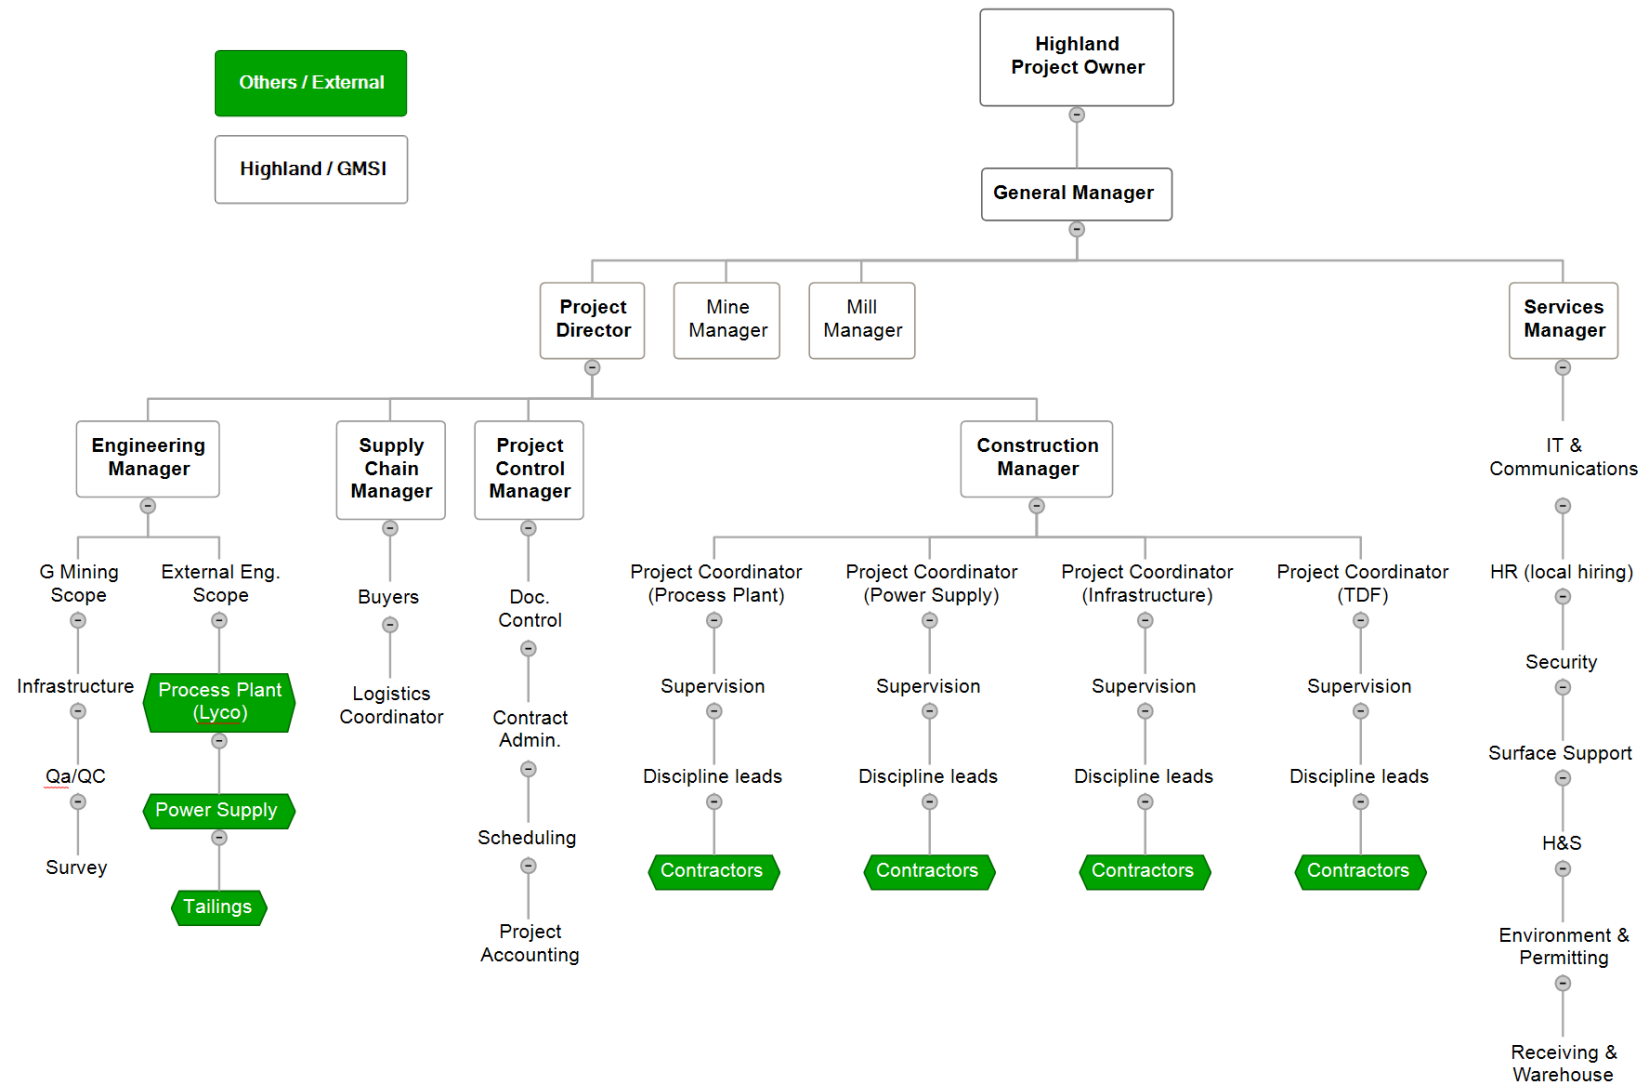 Highland
Project Owner
Others / External
Highland / GMSI
General Manager
Project
Director
Mine
Manager
Mill
Manager
Services
Manager
Engineering
Manager
Supply
Chain
Manager
Project
Control
Manager
Construction
Manager
IT &
Communications
G Mining
Scope
External Eng.
Scope
Buyers
Doc.
Control
Project Coordinator
(Process Plant)
Project Coordinator
(Power Supply)
Project Coordinator
(Infrastructure)
Project Coordinator
(TDF)
HR (local hiring)
Infrastructure
Process Plant
(Lyco)
Logistics
Coordinator
Contract
Admin.
Supervision
Supervision
Supervision
Supervision
Security
Qa/QC
Power Supply
Scheduling
Discipline leads
Discipline leads
Discipline leads
Discipline leads
Surface Support
Survey
Tailings
Project
Accounting
Contractors
Contractors
Contractors
Contractors
H&S
Environment &
Permitting
Receiving &
Warehouse